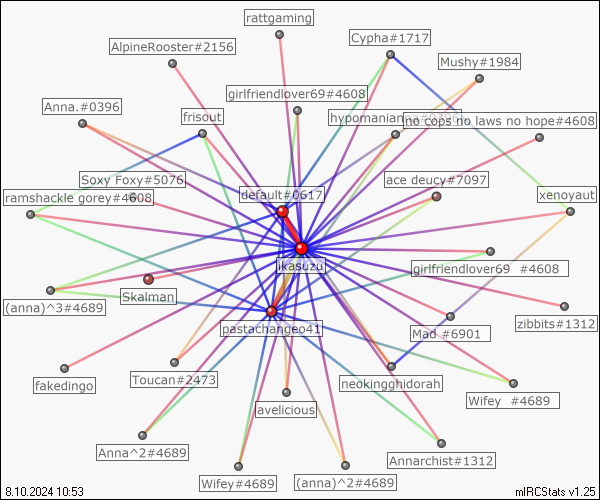 rattgaming
Cypha#1717
AlpineRooster#2156
Mushy#1984
girlfriendlover69#4608
Anna.#0396
frisout
no cops no laws no hope#4608
Soxy Foxy#5076
ace deucy#7097
default#0617
ramshackle gorey#4608
xenoyaut
ikasuzu
girlfriendlover69 #4608
Skalman
(anna)^3#4689
zibbits#1312
pastachangeo41
Mad #6901
fakedingo
Toucan#2473
neokingghidorah
Wifey #4689
avelicious
Anna^2#4689
Annarchist#1312
Wifey#4689
(anna)^2#4689
8.10.2024 10:53
mIRCStats v1.25